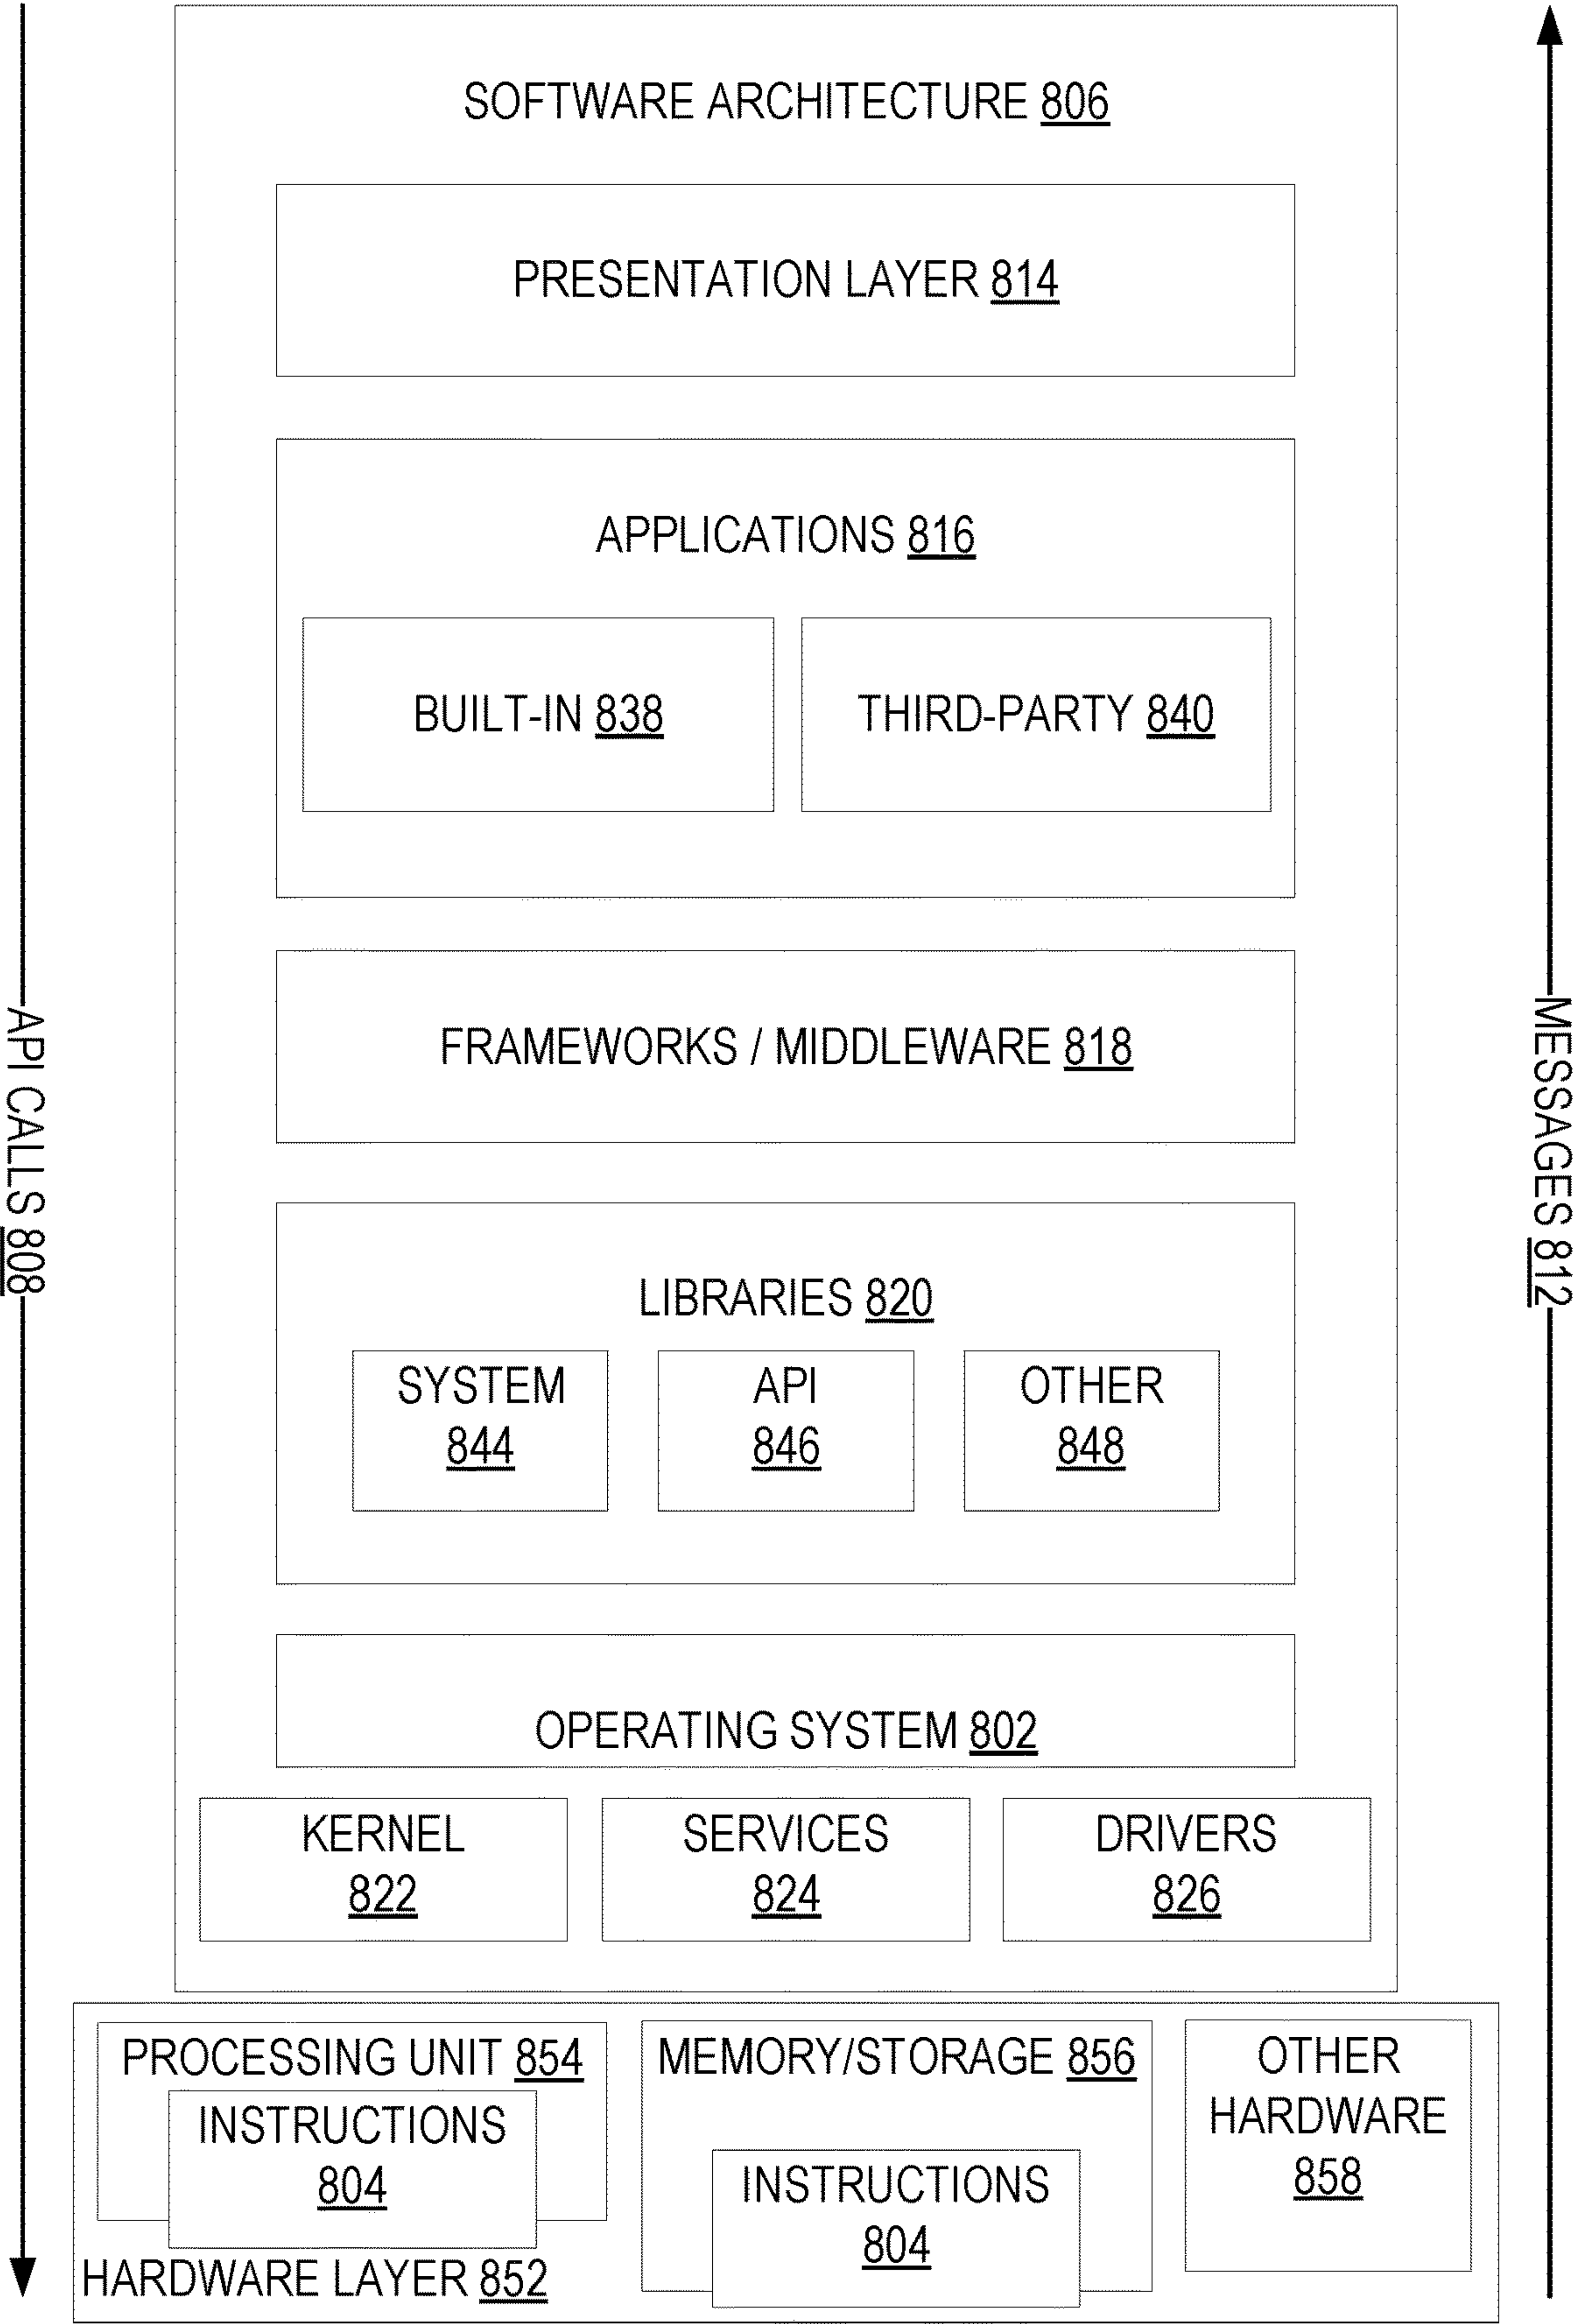 SOFTWARE ARCHITECTURE 806
PRESENTATION LAYER 814
APPLICATIONS 816
BUILT-IN 838
THIRD-PARTY 840
FRAMEWORKS / MIDDLEWARE 818
API CALLS 808
MESSAGES 812
LIBRARIES 820
SYSTEM
844
API
846
OTHER
848
OPERATING SYSTEM 802
KERNEL
822
SERVICES
824
DRIVERS
826
PROCESSING UNIT 854
INSTRUCTIONS
804
MEMORY/STORAGE 856
INSTRUCTIONS
804
OTHER
HARDWARE
858
HARDWARE LAYER 852